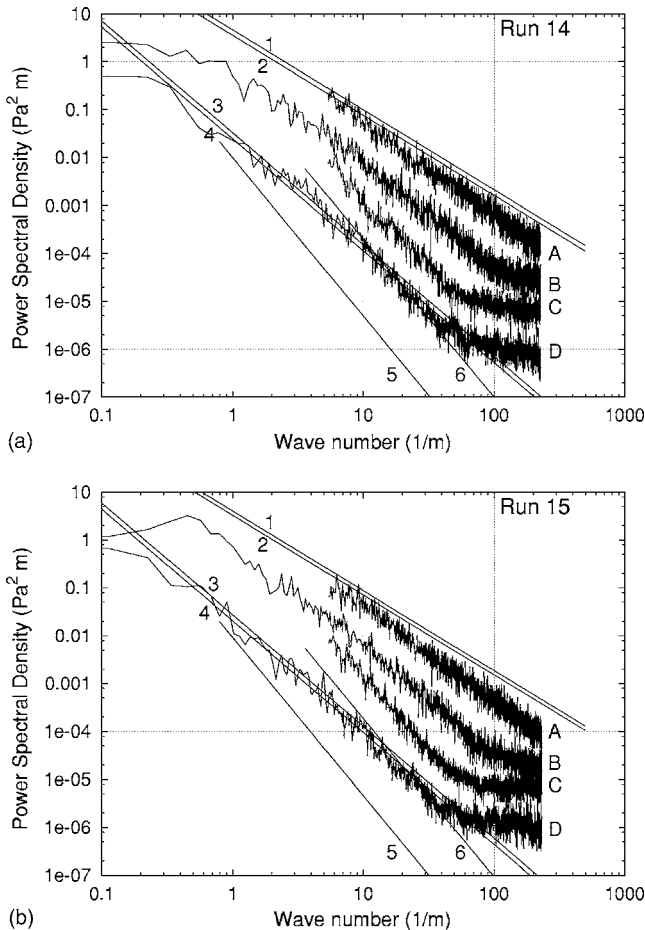 Run 14
10
1
0.1
0.01
0.001
1e-04
1e-05
1e-06
1e-07
Power Spectral Density (Pa² m)
1
2
3
4
5
6
A
B
C
D
0.1 1 10 100 1000
Wave number (1/m)
(a)
Run 15
10
1
0.1
0.01
0.001
1e-04
1e-05
1e-06
1e-07
Power Spectral Density (Pa² m)
1
2
3
4
5
6
A
B
C
D
0.1 1 10 100 1000
Wave number (1/m)
(b)